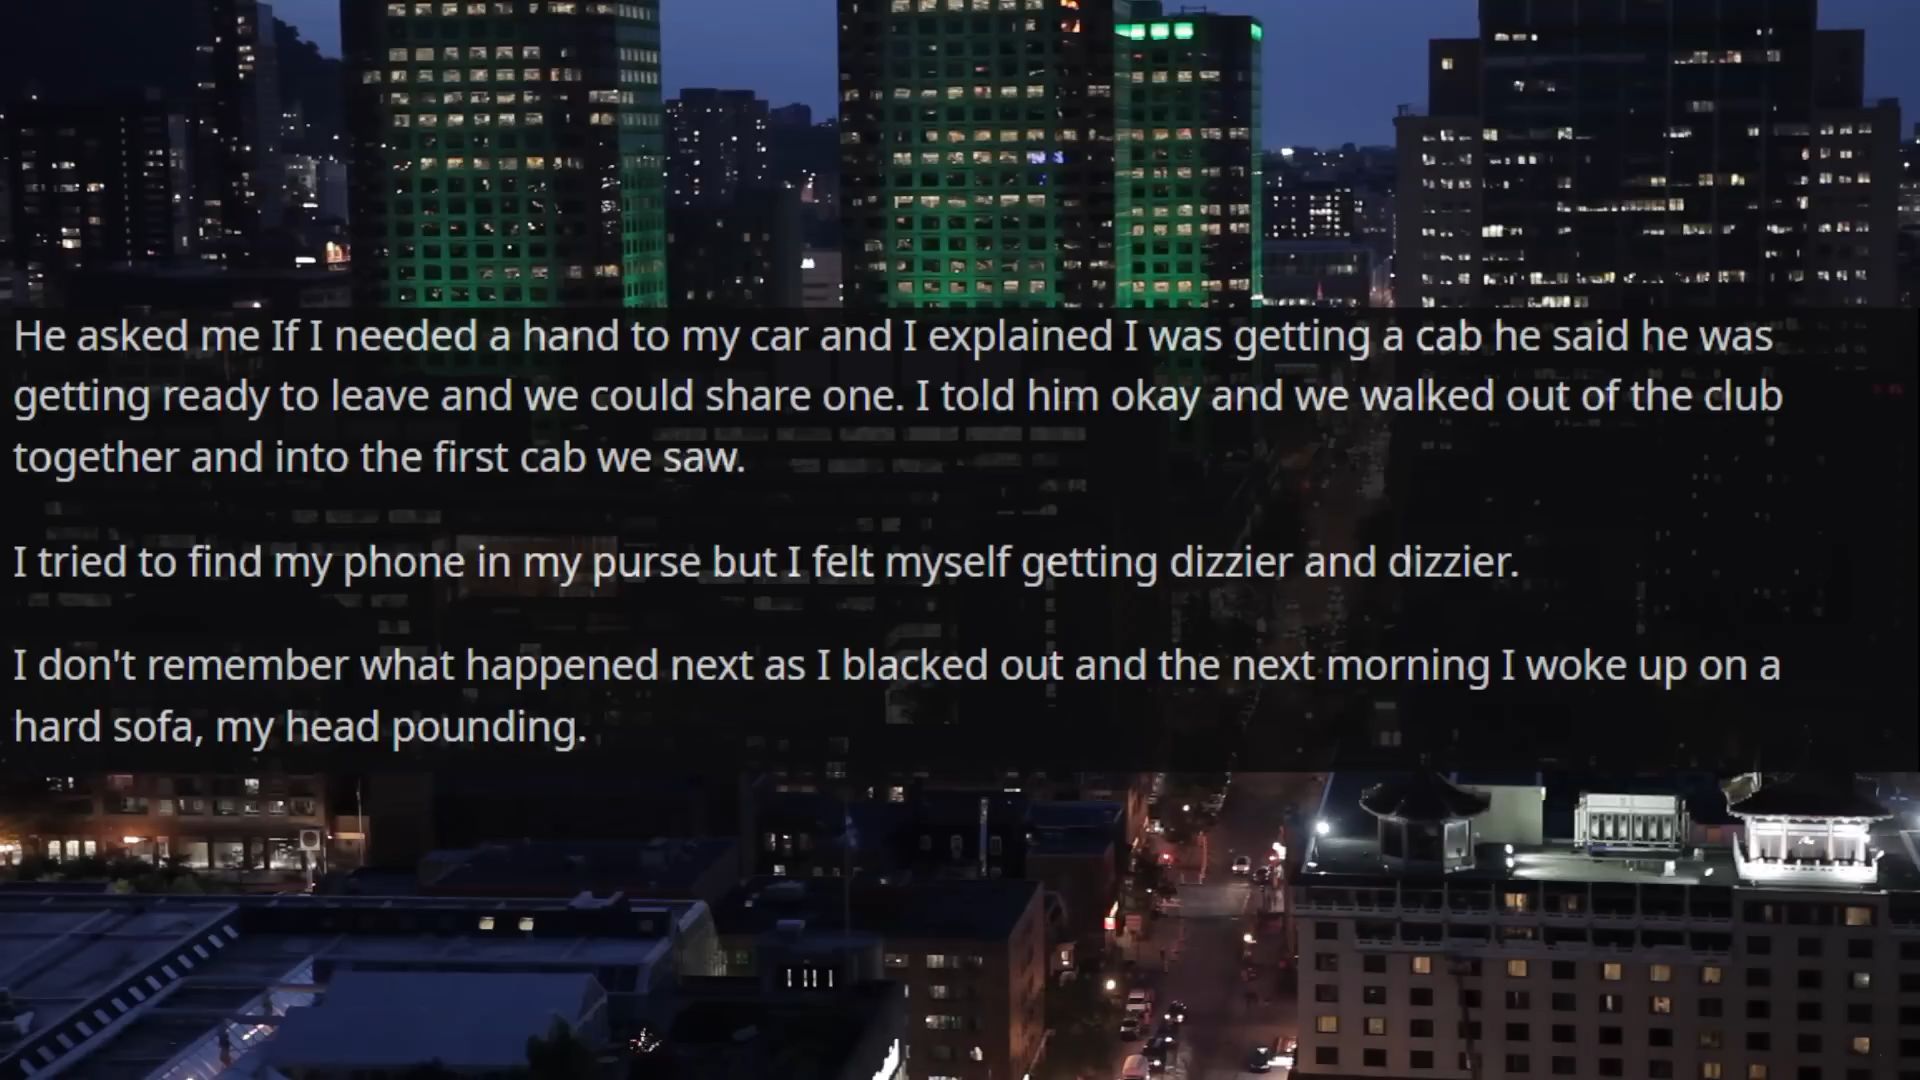 He asked me If I needed a hand to my car and I explained I was getting a cab he said he was
getting ready to leave and we could share one. I told him okay and we walked out of the club
together and into the first cab we saw.
I tried to find my phone in my purse but I felt myself getting dizzier and dizzier.
I don't remember what happened next as I blacked out and the next morning I woke up on a
hard sofa, my head pounding.